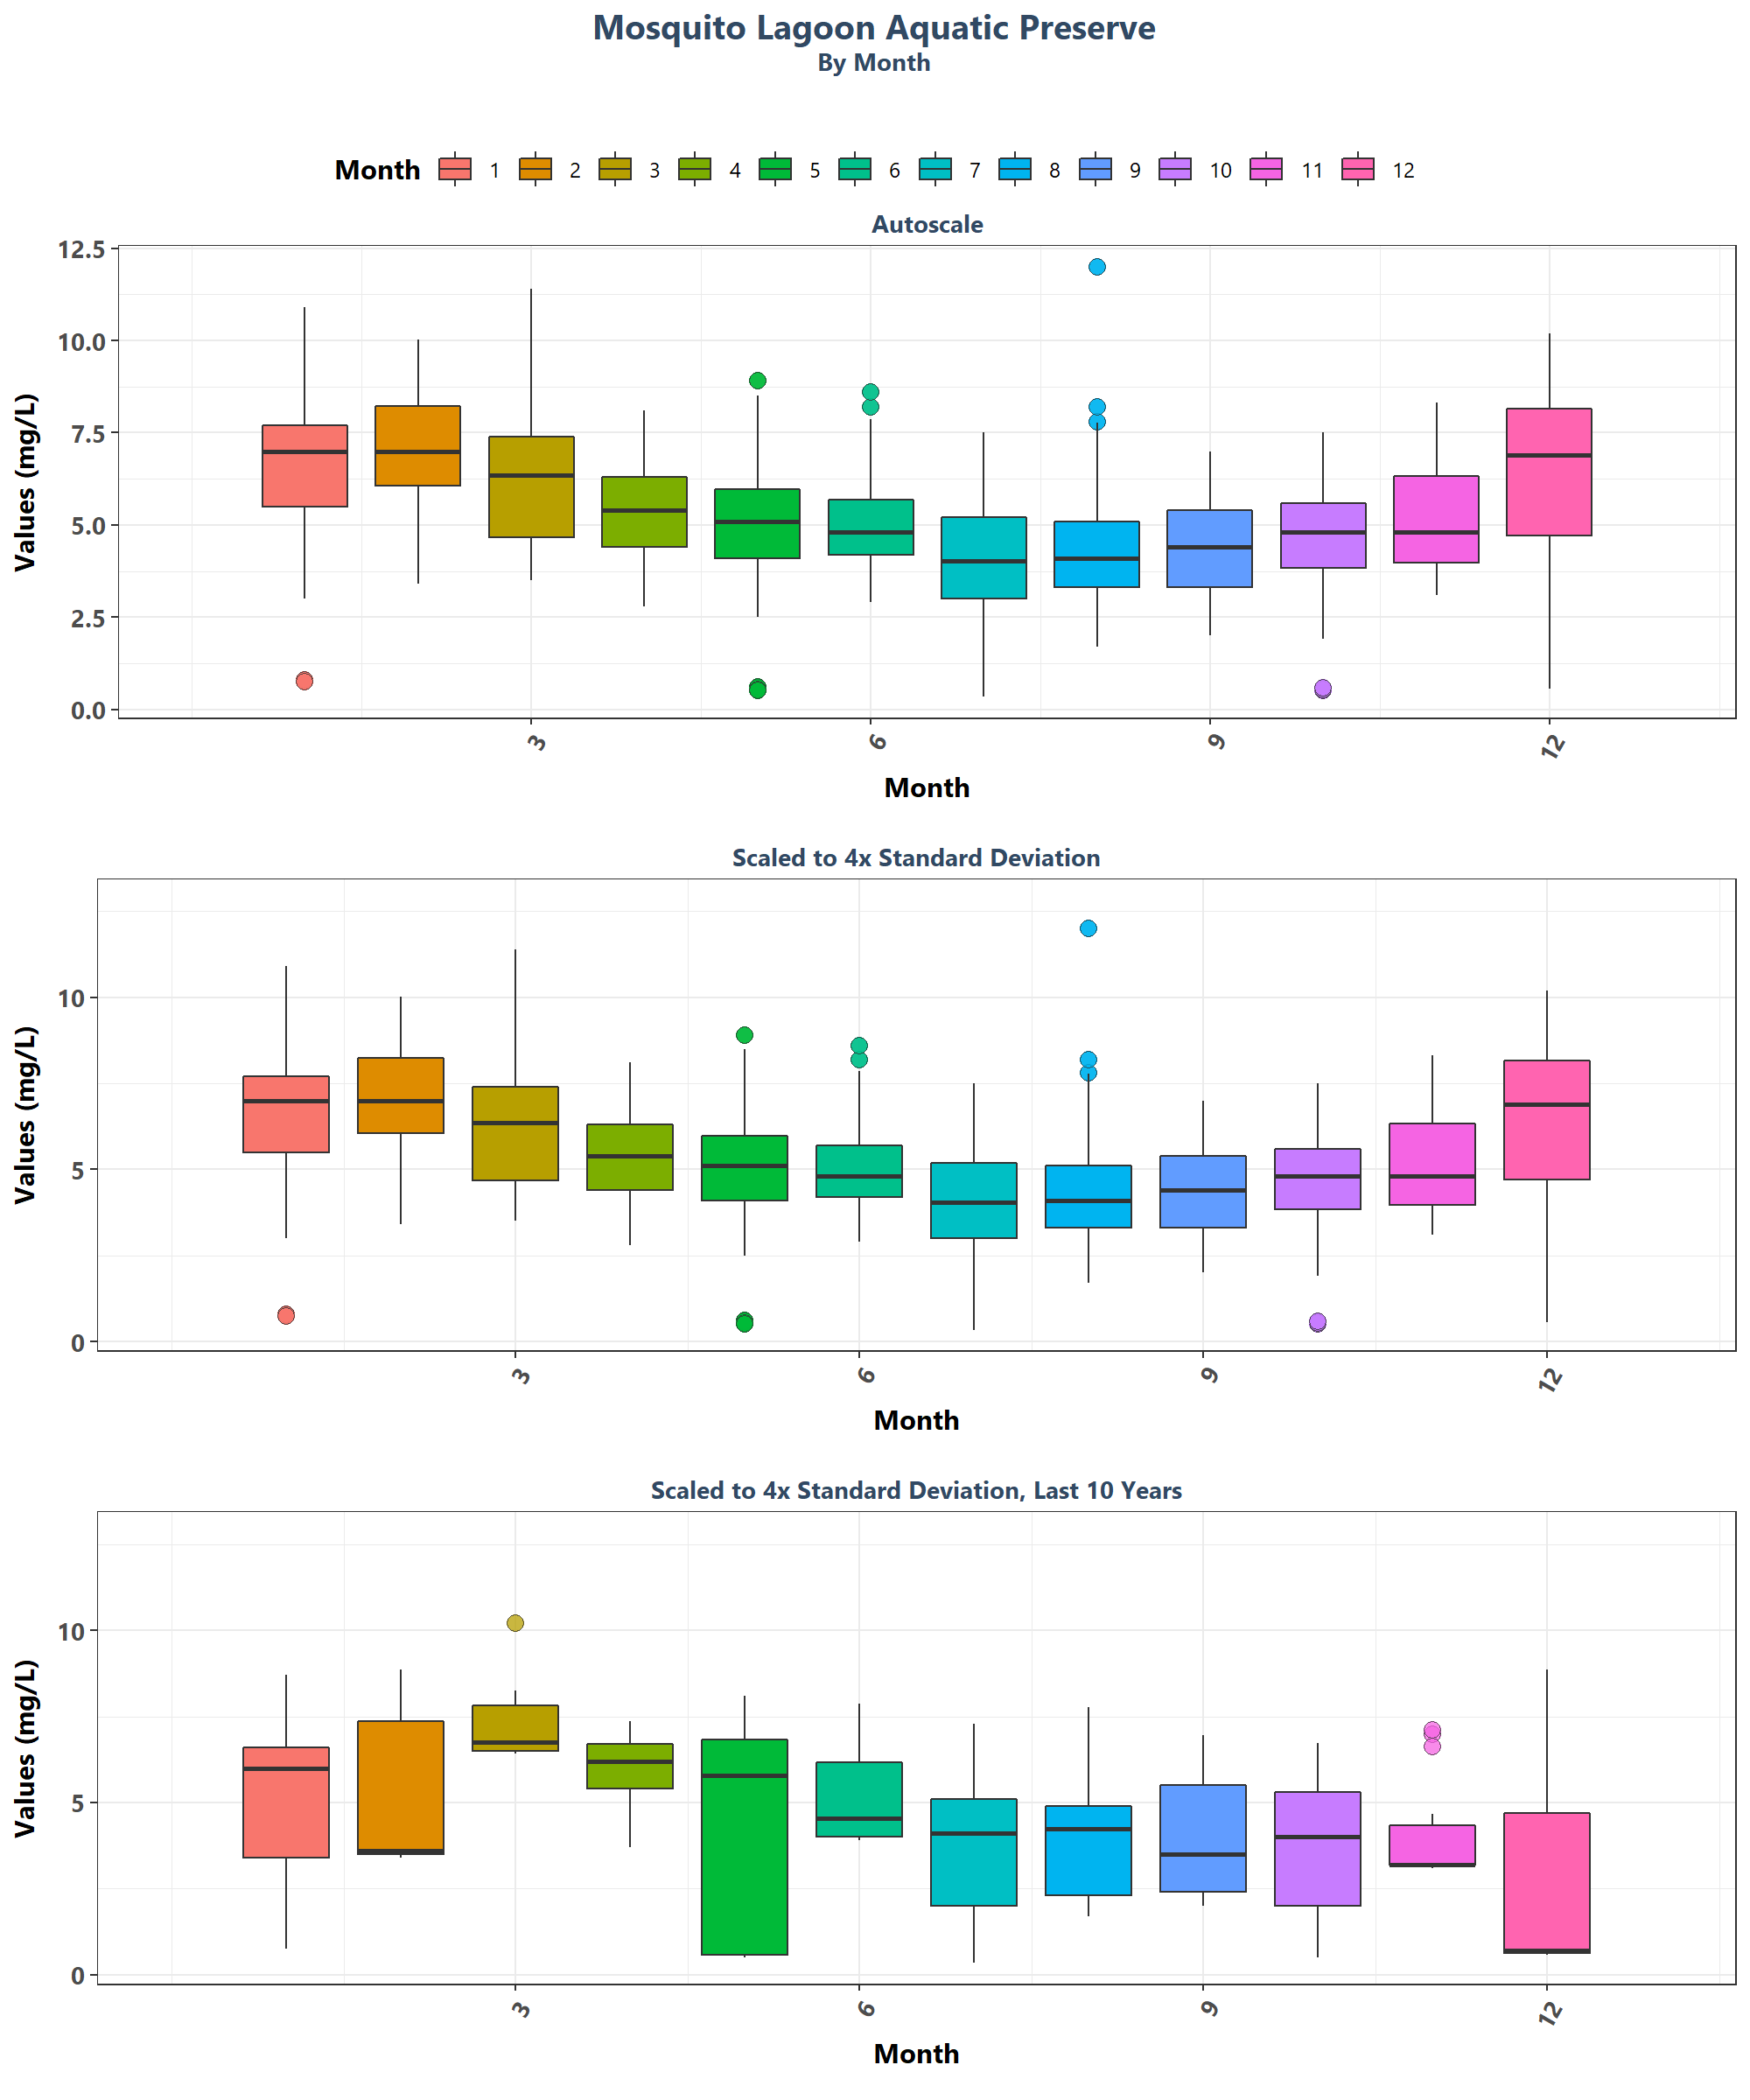 Mosquito Lagoon Aquatic Preserve
By Month
Month 1 2 3 4 5 6 7 8 9 10 11 12
Autoscale
12.5
10.0
7.5
5.0
2.5
0.0
Values (mg/L)
3 6 9 12
Month
Scaled to 4x Standard Deviation
10
5
0
Values (mg/L)
3 6 9 12
Month
Scaled to 4x Standard Deviation, Last 10 Years
10
5
0
Values (mg/L)
3 6 9 12
Month